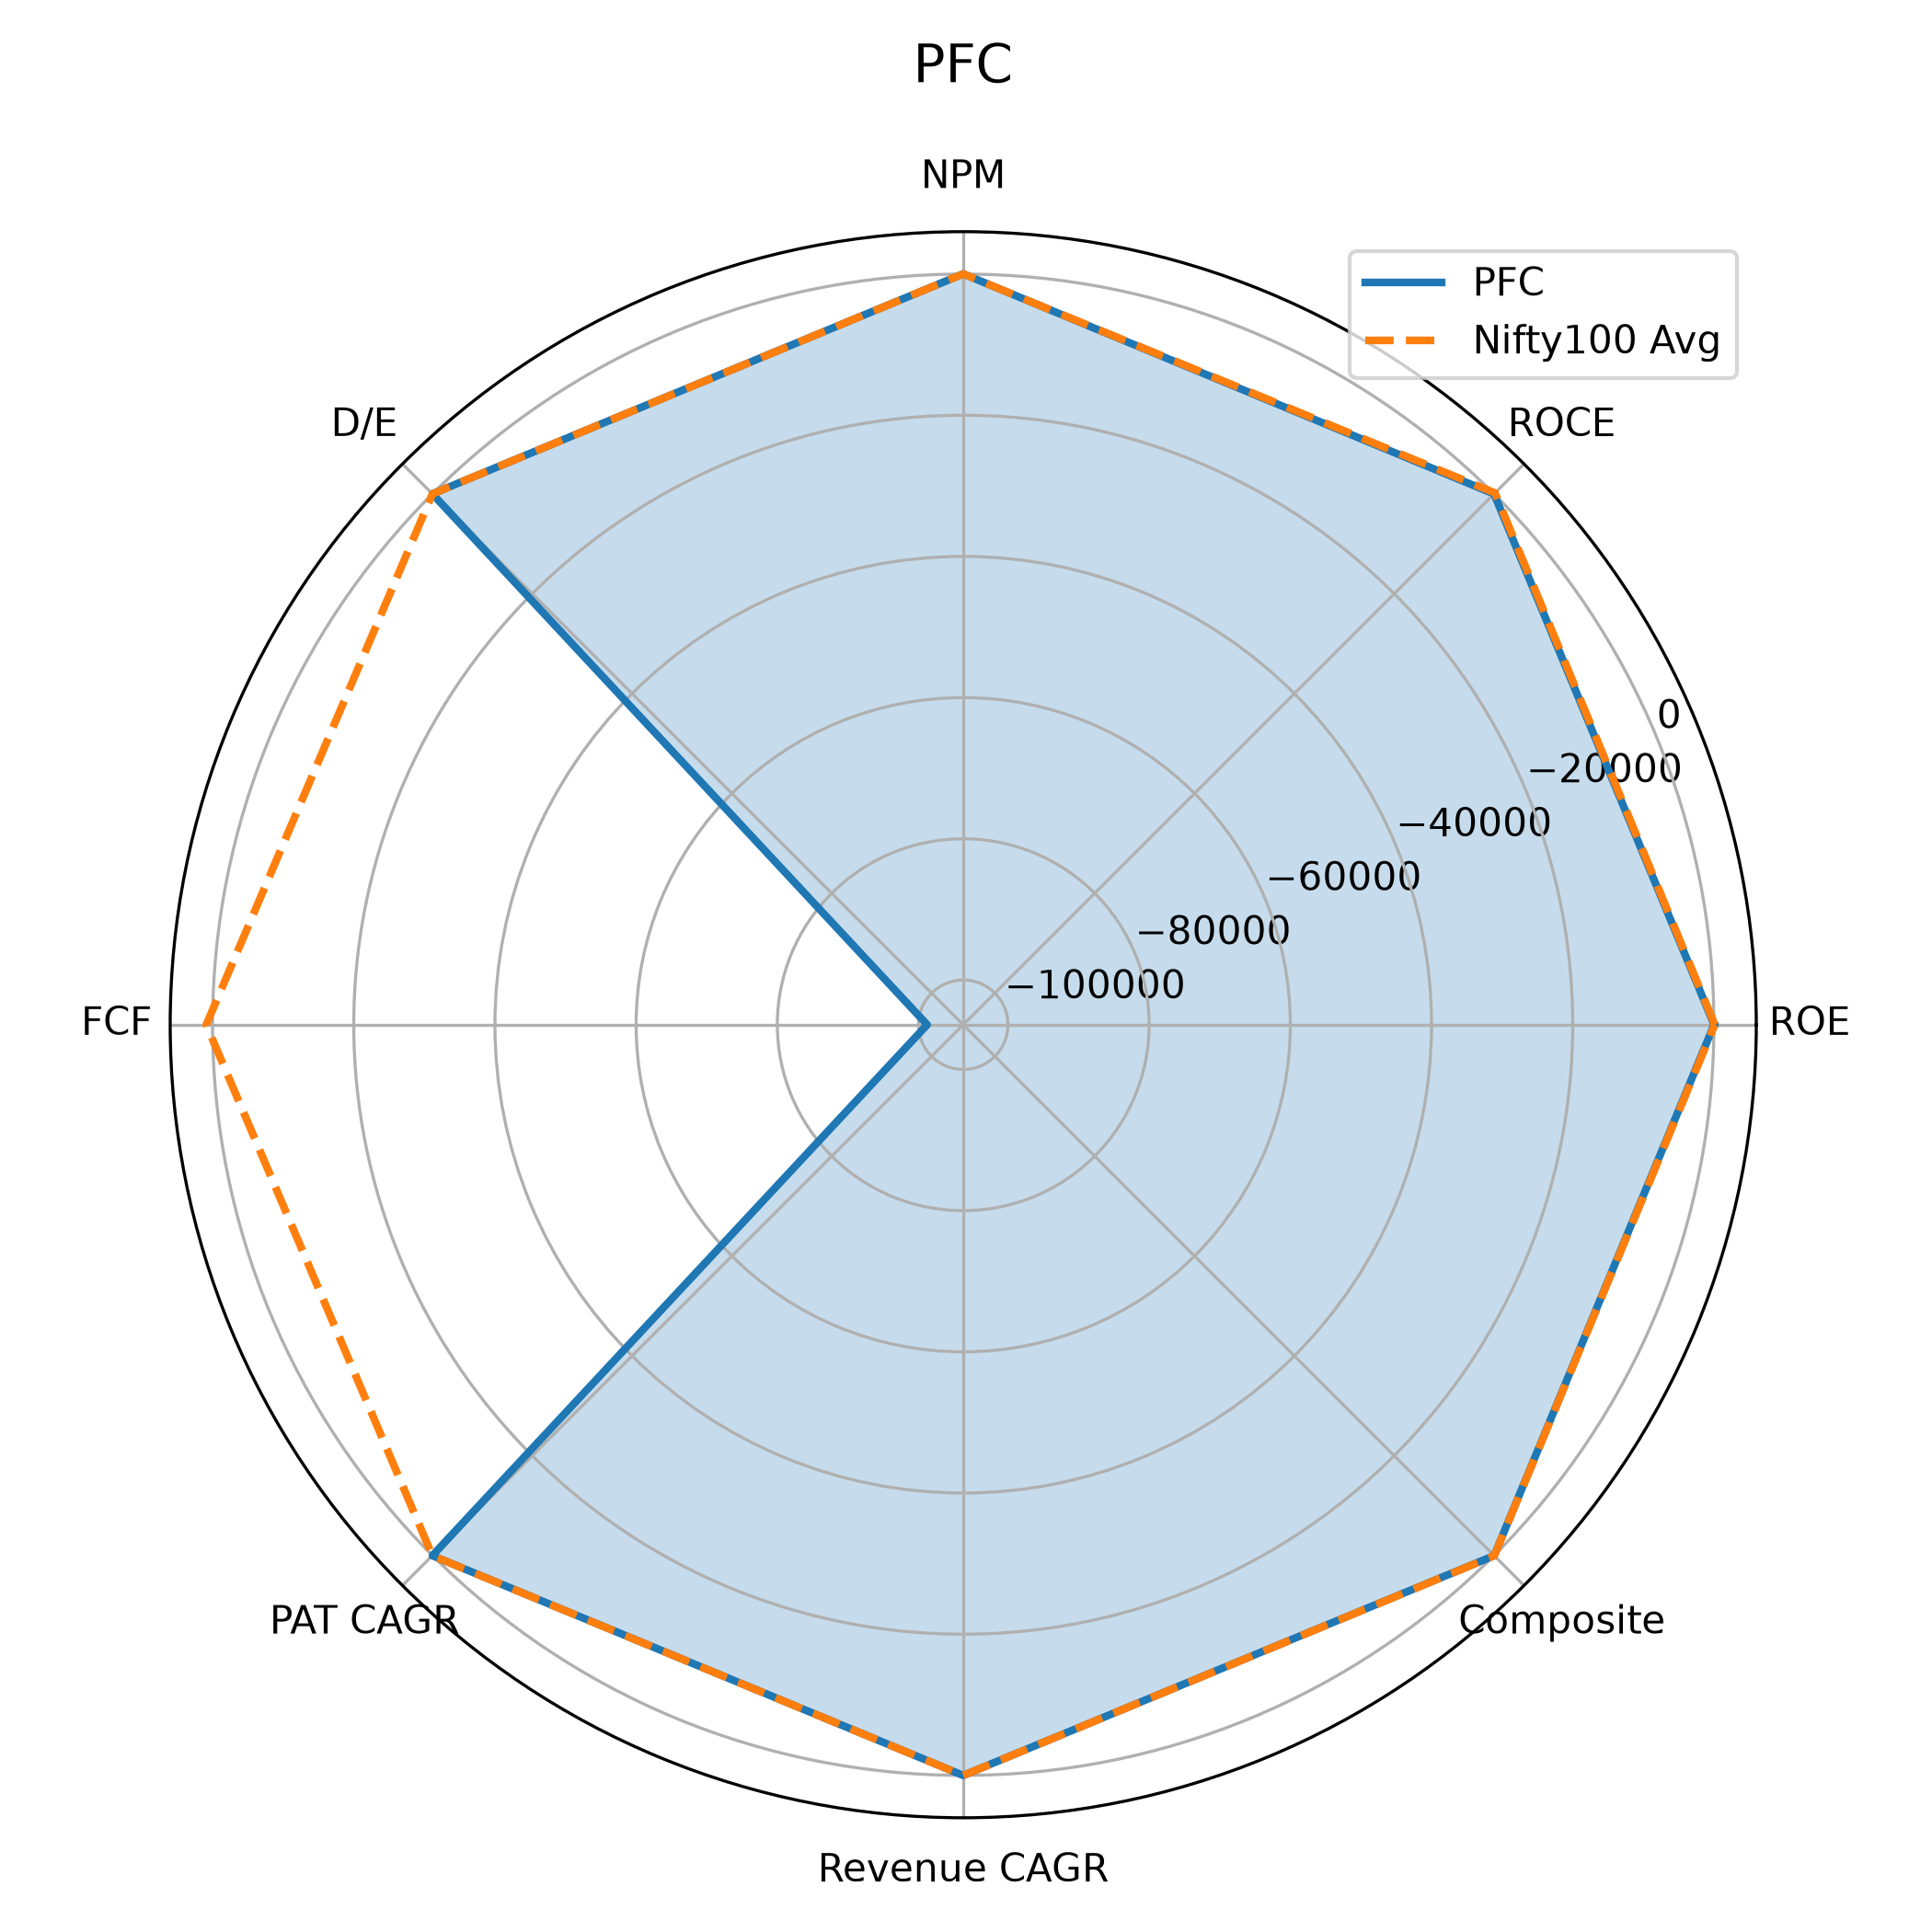 PFC
NPM
PFC
Nifty100 Avg
D/E
ROCE
0
−20000
−40000
−60000
−80000
−100000
FCF
ROE
PAT CAGR
Composite
Revenue CAGR